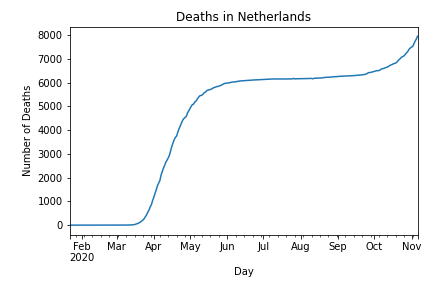 Deaths in Netherlands
Number of Deaths
8000
7000
6000
5000
4000
3000
2000
1000
0
Feb Mar Apr May Jun Jul Aug Sep Oct Nov
2020
Day